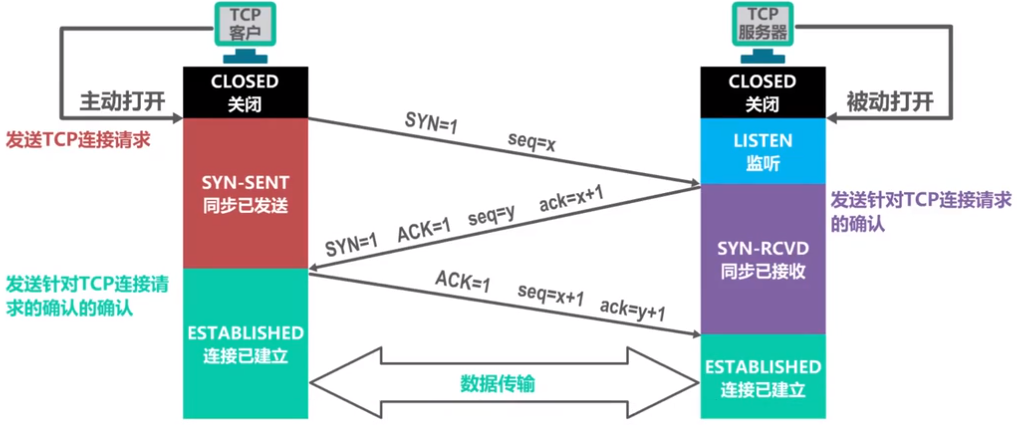 TCP
客户
TCP
服务器
CLOSED
关闭
CLOSED
关闭
主动打开
被动打开
发送TCP连接请求
SYN=1 seq=x
LISTEN
监听
SYN-SENT
同步已发送
发送针对TCP连接请求
的确认
SYN=1 ACK=1 seq=y ack=x+1
SYN-RCVD
同步已接收
发送针对TCP连接请
求的确认的确认
ACK=1 seq=x+1 ack=y+1
ESTABLISHED
连接已建立
数据传输
ESTABLISHED
连接已建立